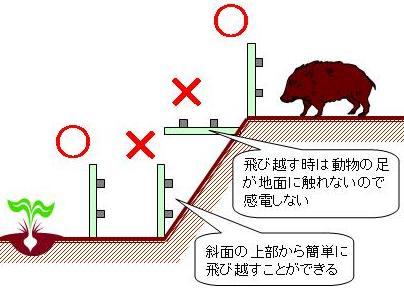 飛び越す時は動物の足
が地面に触れないので
感電しない
斜面の上部から簡単に
飛び越すことができる